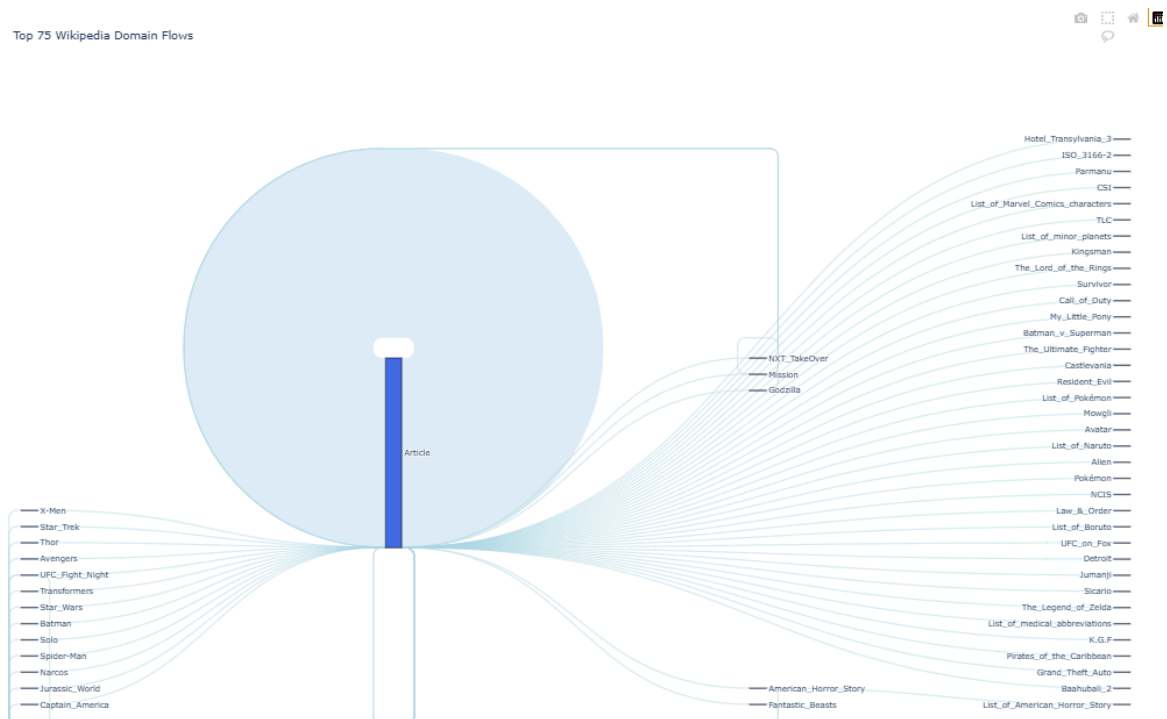 Top 75 Wikipedia Domain Flows
Hotel_Transylvania_3
ISO_3166-2
Parmanu
CSI
List_of_Marvel_Comics_characters
TLC
List_of_minor_planets
Kingsman
The_Lord_of_the_Rings
Survivor
Call_of_Duty
My_Little_Pony
Batman_v_Superman
The_Ultimate_Fighter
Castlevania
Resident_Evil
List_of_Pokémon
Mowgli
Avatar
List_of_Naruto
Alien
Pokémon
NCIS
Law_&_Order
List_of_Boruto
UFC_on_Fox
Detroit
Jumanji
Sicario
The_Legend_of_Zelda
List_of_medical_abbreviations
K.G.F
Pirates_of_the_Caribbean
Grand_Theft_Auto
Baahubali_2
List_of_American_Horror_Story
NXT_TakeOver
Mission
Godzilla
American_Horror_Story
Fantastic_Beasts
Article
X-Men
Star_Trek
Thor
Avengers
UFC_Fight_Night
Transformers
Star_Wars
Batman
Solo
Spider-Man
Narcos
Jurassic_World
Captain_America